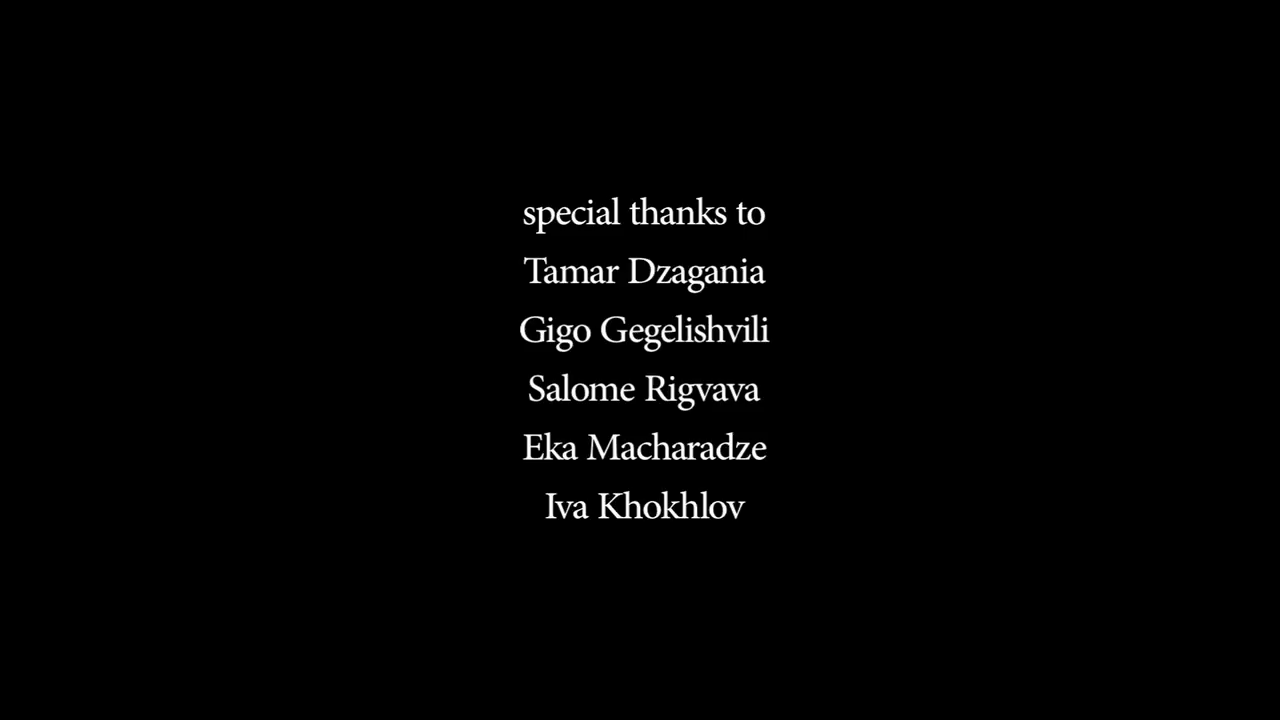 special thanks to
Tamar Dzagania
Gigo Gegelishvili
Salome Rigvava
Eka Macharadze
Iva Khokhlov